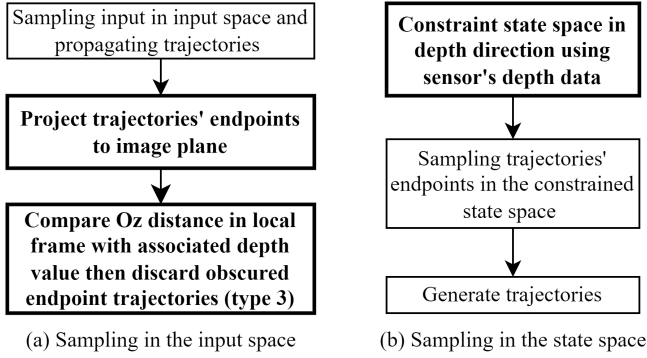 Sampling input in input space and
propagating trajectories
Project trajectories' endpoints
to image plane
Compare Oz distance in local
frame with associated depth
value then discard obscured
endpoint trajectories (type 3)
(a) Sampling in the input space
Constraint state space in
depth direction using
sensor's depth data
Sampling trajectories'
endpoints in the constrained
state space
Generate trajectories
(b) Sampling in the state space